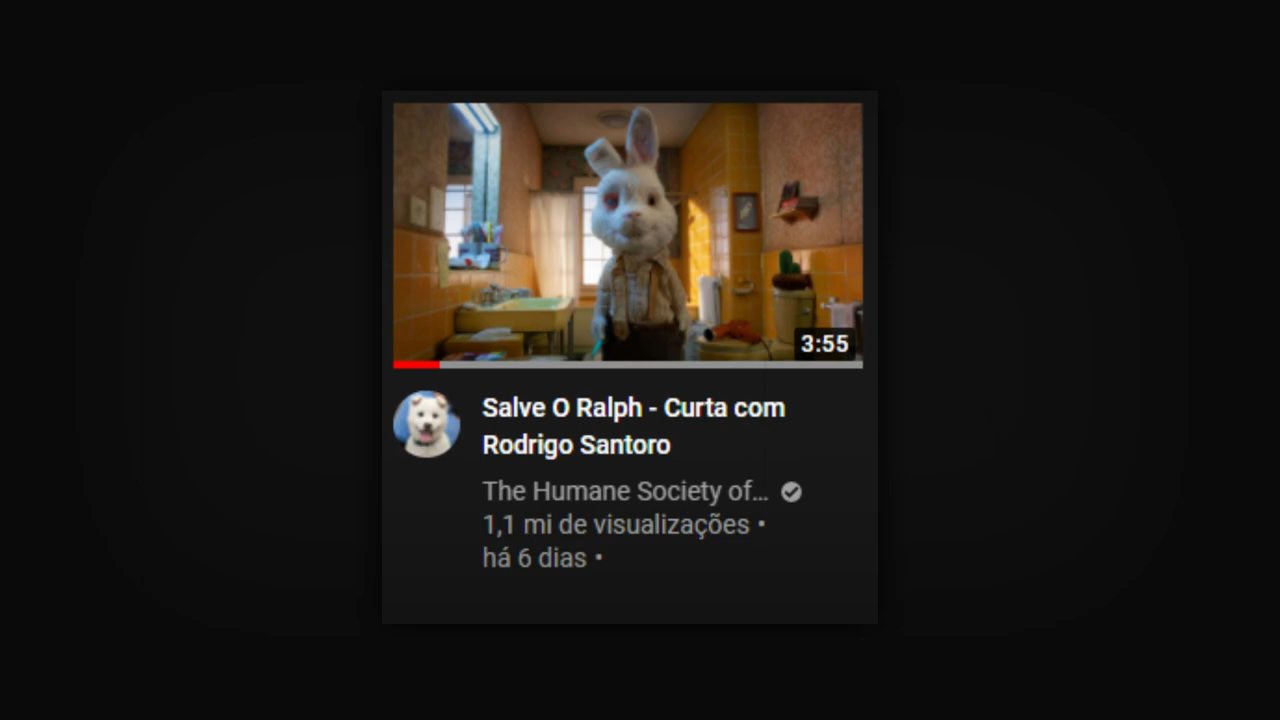 3:55
Salve O Ralph - Curta com
Rodrigo Santoro
The Humane Society of...
1,1 mi de visualizações •
há 6 dias •